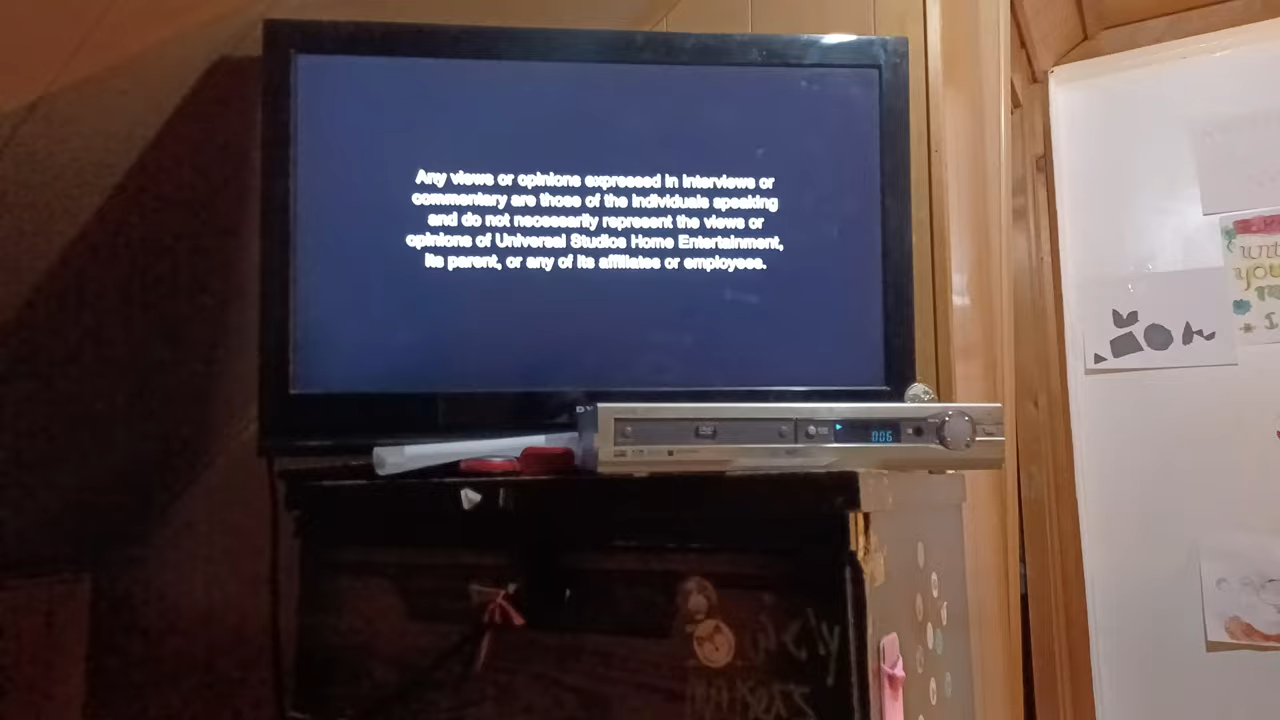 Any views or opinions expressed in interviews or
commentary are those of the individuals speaking
and do not necessarily represent the views or
opinions of Universal Studios Home Entertainment,
its parent, or any of its affiliates or employees.
006
you